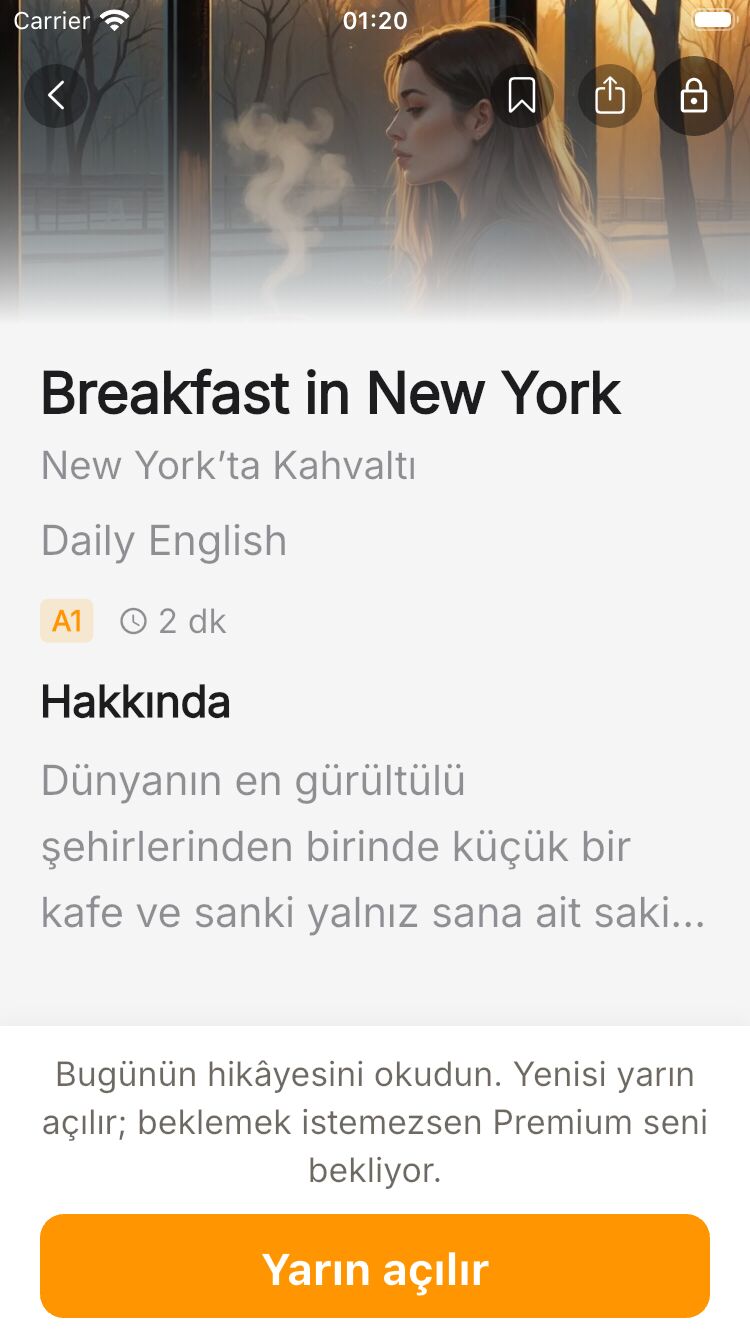 Carrier
01:20
Breakfast in New York
New York’ta Kahvaltı
Daily English
A1
2 dk
Hakkında
Dünyanın en gürültülü
şehirlerinden birinde küçük bir
kafe ve sanki yalnız sana ait saki...
Bugünün hikâyesini okudun. Yenisi yarın
açılır; beklemek istemezsen Premium seni
bekliyor.
Yarın açılır